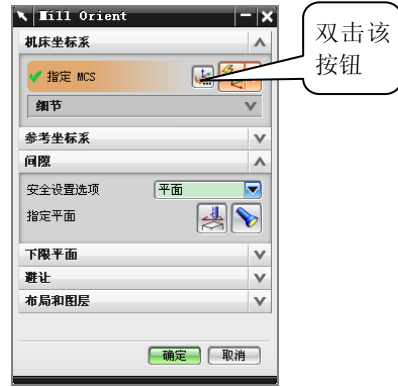 Mill Orient
机床坐标系
指定 MCS
细节
参考坐标系
间隙
安全设置选项
平面
指定平面
下限平面
避让
布局和图层
确定
取消
双击该
按钮